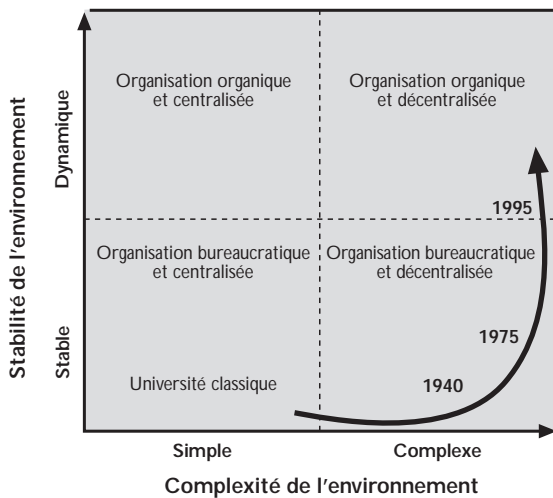 Stabilité de l'environnement
Dynamique
Stable
Organisation organique
et centralisée
Organisation organique
et décentralisée
1995
Organisation bureaucratique
et centralisée
Organisation bureaucratique
et décentralisée
1975
Université classique
1940
Simple
Complexe
Complexité de l'environnement